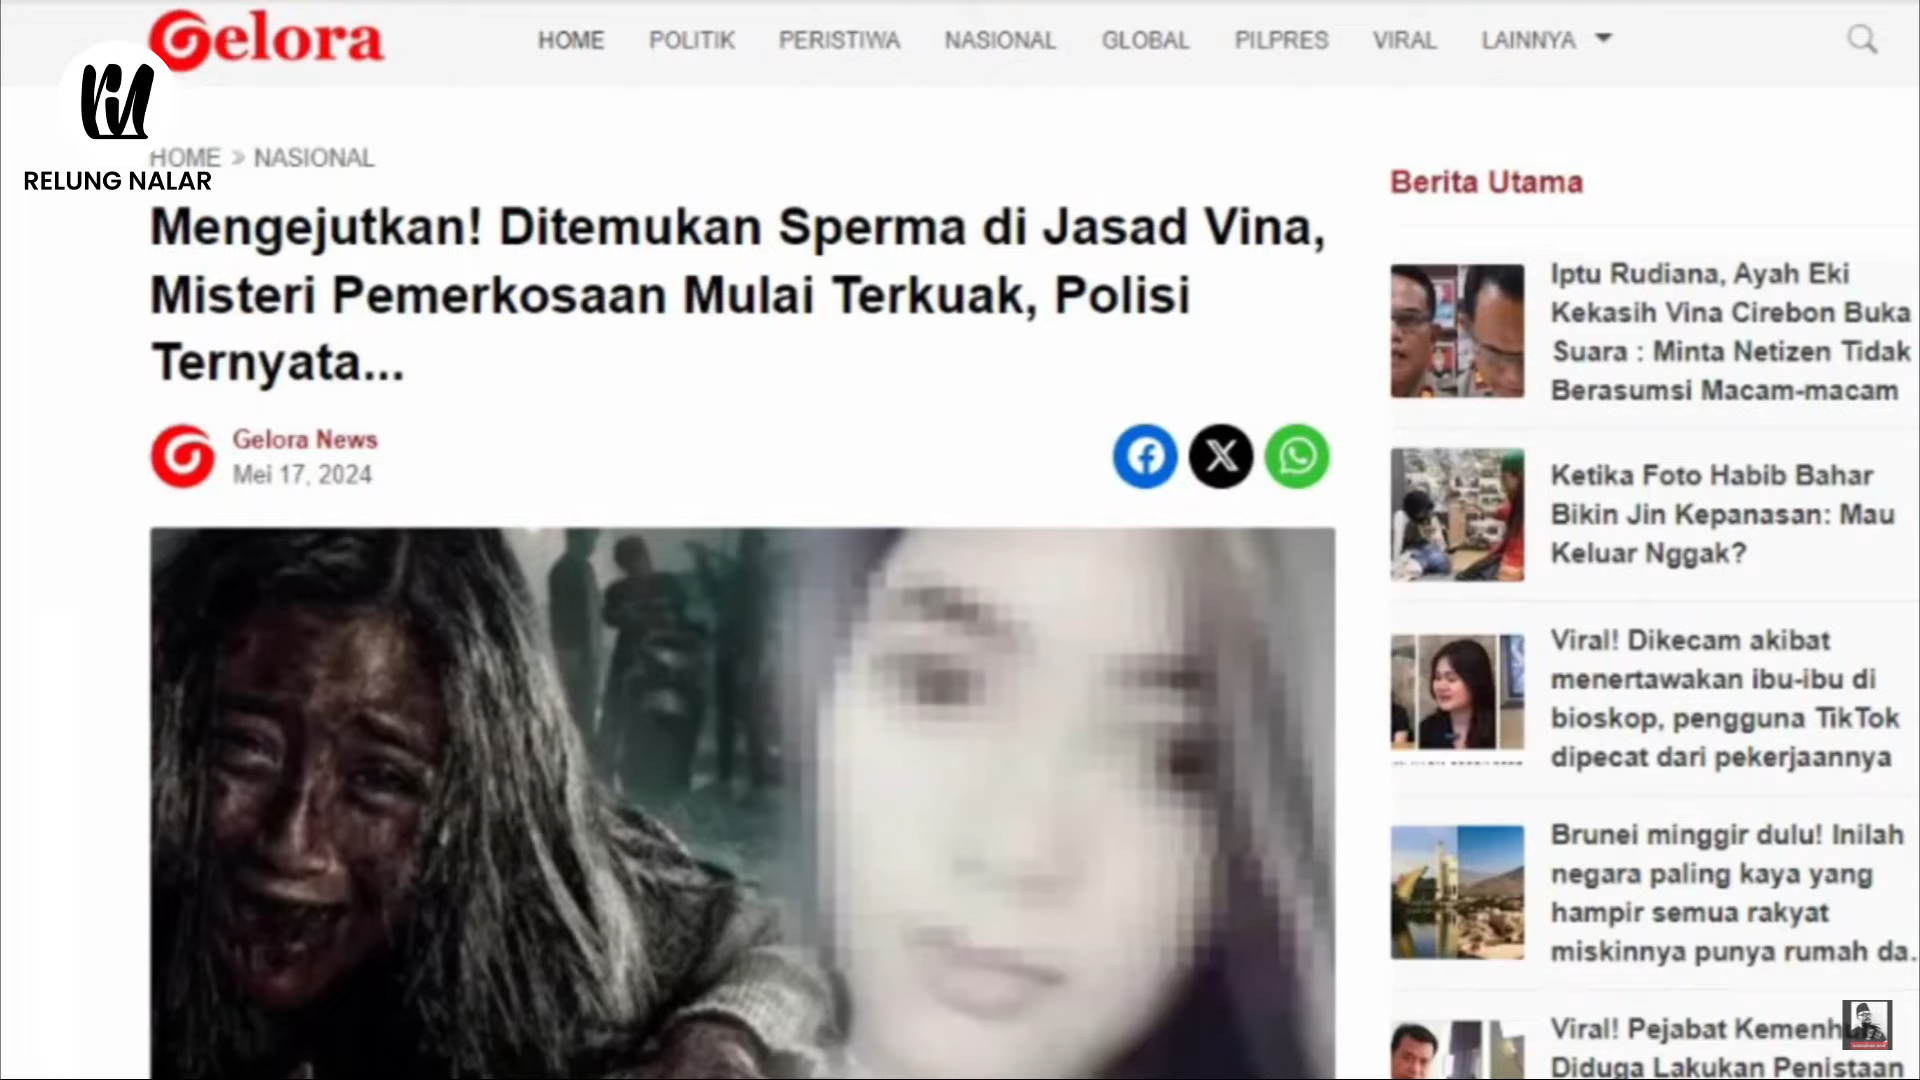 Gelora
HOME POLITIK PERISTIWA NASIONAL GLOBAL PILPRES VIRAL LAINNYA
RELUNG NALAR
HOME » NASIONAL
Mengejutkan! Ditemukan Sperma di Jasad Vina,
Misteri Pemerkosaan Mulai Terkuak, Polisi
Ternyata...
Gelora News
Mei 17, 2024
Berita Utama
Iptu Rudiana, Ayah Eki
Kekasih Vina Cirebon Buka
Suara : Minta Netizen Tidak
Berasumsi Macam-macam
Ketika Foto Habib Bahar
Bikin Jin Kepanasan: Mau
Keluar Nggak?
Viral! Dikecam akibat
menertawakan ibu-ibu di
bioskop, pengguna TikTok
dipecat dari pekerjaannya
Brunei minggir dulu! Inilah
negara paling kaya yang
hampir semua rakyat
miskinnya punya rumah da..
Viral! Pejabat
Diduga Lakukan Penistaan